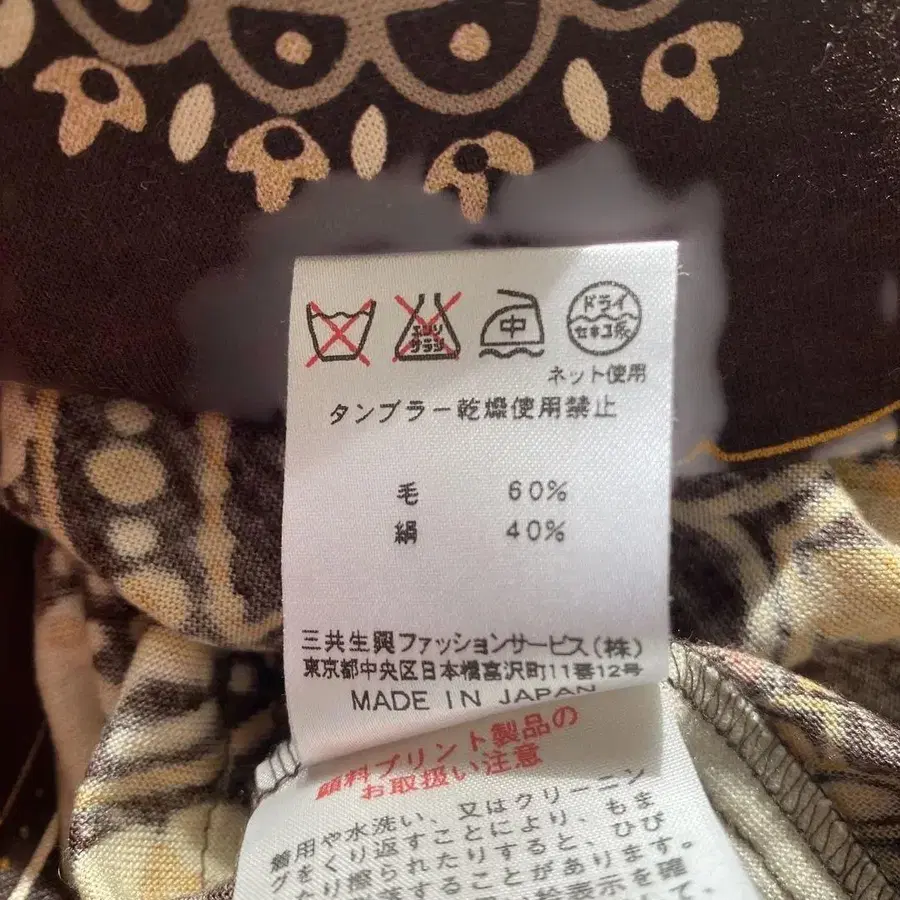 エンソ
サラシ
中
ドライ
セキユ系
ネット使用
タンブラー乾燥使用禁止
毛 60%
絹 40%
三共生興ファッションサービス(株)
東京都中央区日本橋富沢町11番12号
MADE IN JAPAN
顔料プリント製品の
お取扱い注意
着用や水洗い、又はクリーニン
グをくり返すことにより、もま
たり擦られたりすると、ひび
することがあります。
絵表示を確